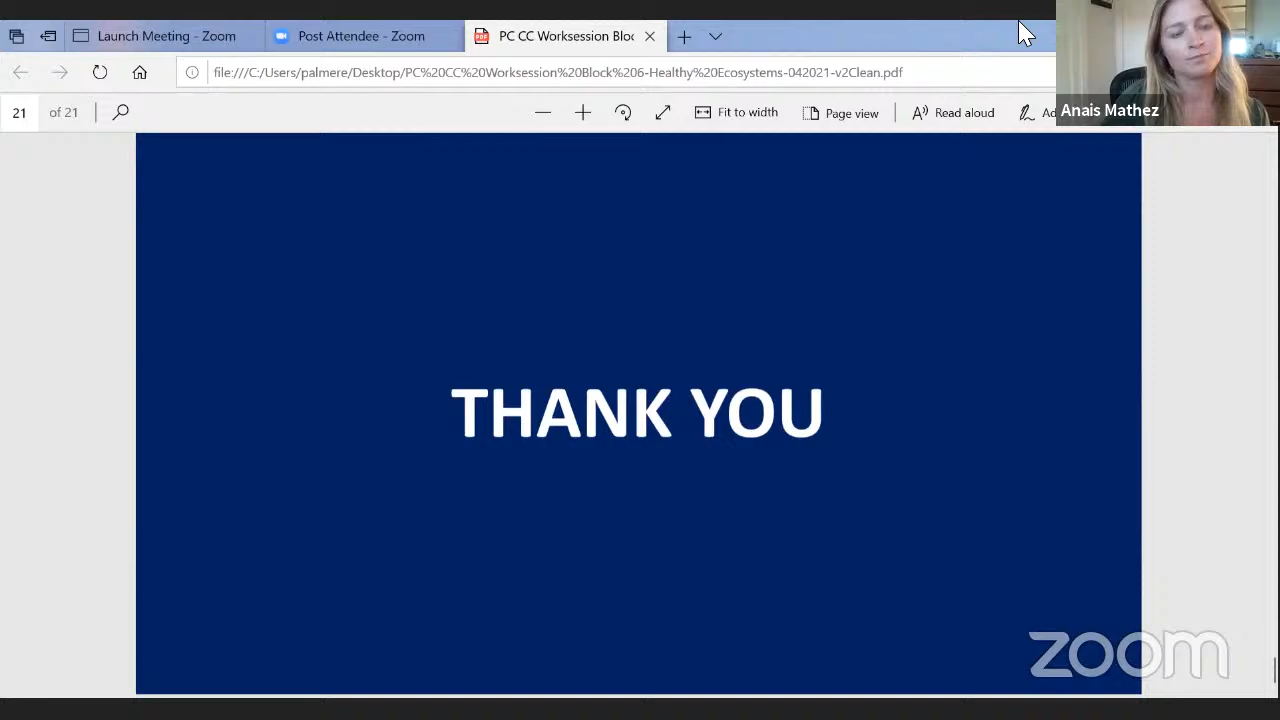 Launch Meeting - Zoom
Post Attendee - Zoom
PC CC Worksession Bloc
file:///C:/Users/palmere/Desktop/PC%20CC%20Worksession%20Block%206-Healthy%20Ecosystems-042021-v2Clean.pdf
21 of 21
Fit to width
Page view
Read aloud
Ad
Anais Mathez
THANK YOU
zoom